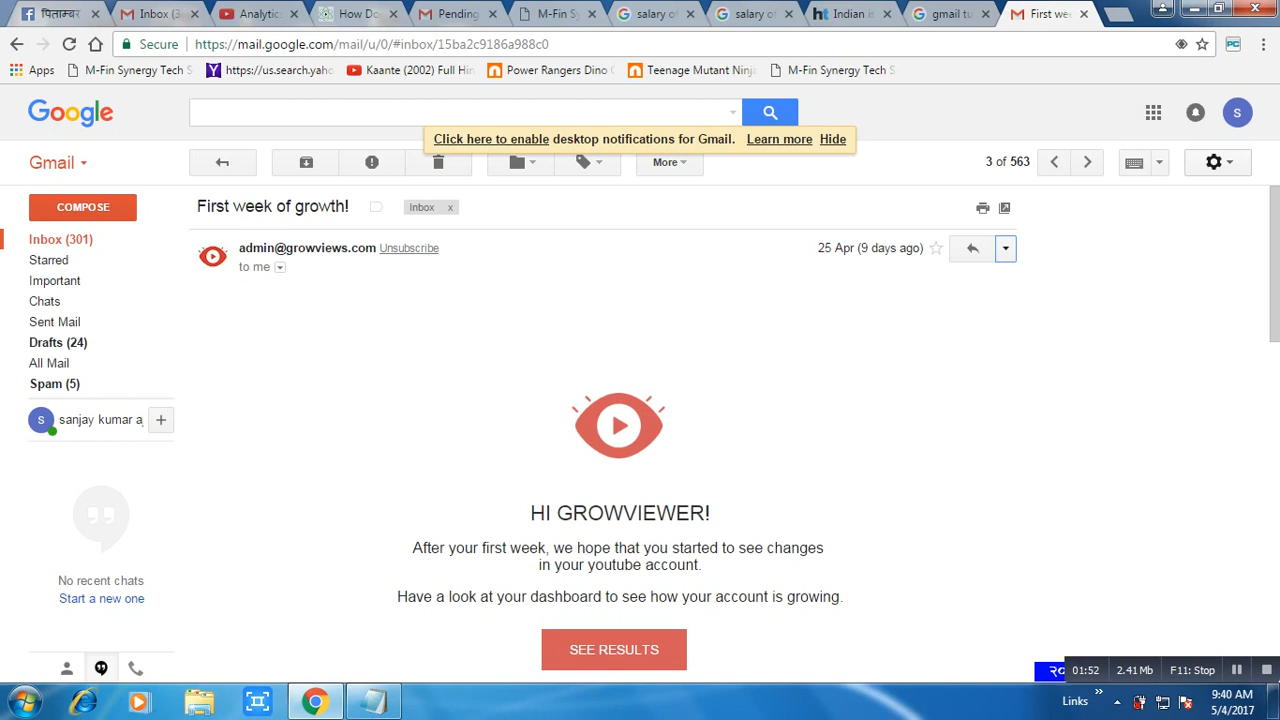 पिताम्बर
Inbox (3
Analytic
How Do
Pending
M-Fin Sy
salary o
salary o
Indian i
gmail tu
First we
Secure
https://mail.google.com/mail/u/0/#inbox/15ba2c9186a988c0
PC
Apps
M-Fin Synergy Tech S
https://us.search.yaho
Kaante (2002) Full Hin
Power Rangers Dino C
Teenage Mutant Ninj
M-Fin Synergy Tech S
Google
S
Click here to enable desktop notifications for Gmail. Learn more Hide
Gmail
More
3 of 563
COMPOSE
First week of growth!
Inbox x
Inbox (301)
admin@growviews.com Unsubscribe
25 Apr (9 days ago)
Starred
to me
Important
Chats
Sent Mail
Drafts (24)
All Mail
Spam (5)
S
sanjay kumar a
HI GROWVIEWER!
After your first week, we hope that you started to see changes
in your youtube account.
Have a look at your dashboard to see how your account is growing.
SEE RESULTS
No recent chats
Start a new one
01:52
2.41 Mb
F11: Stop
Links
9:40 AM
5/4/2017